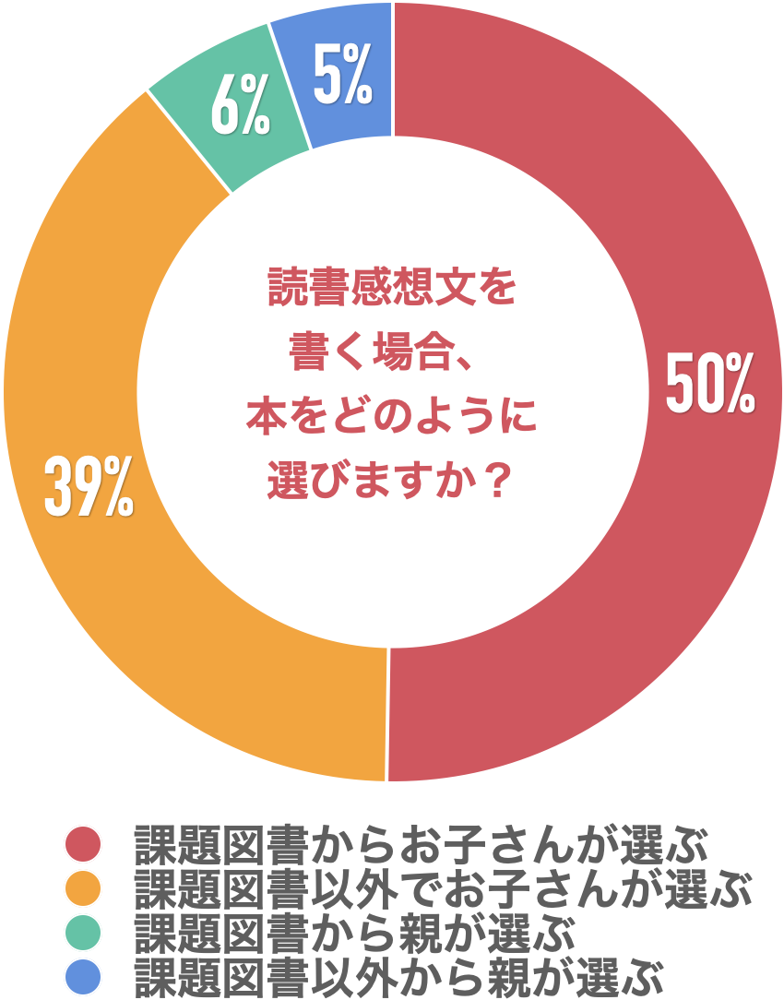 5%
6%
50%
39%
読書感想文を
書く場合、
本をどのように
選びますか？
課題図書からお子さんが選ぶ
課題図書以外でお子さんが選ぶ
課題図書から親が選ぶ
課題図書以外から親が選ぶ